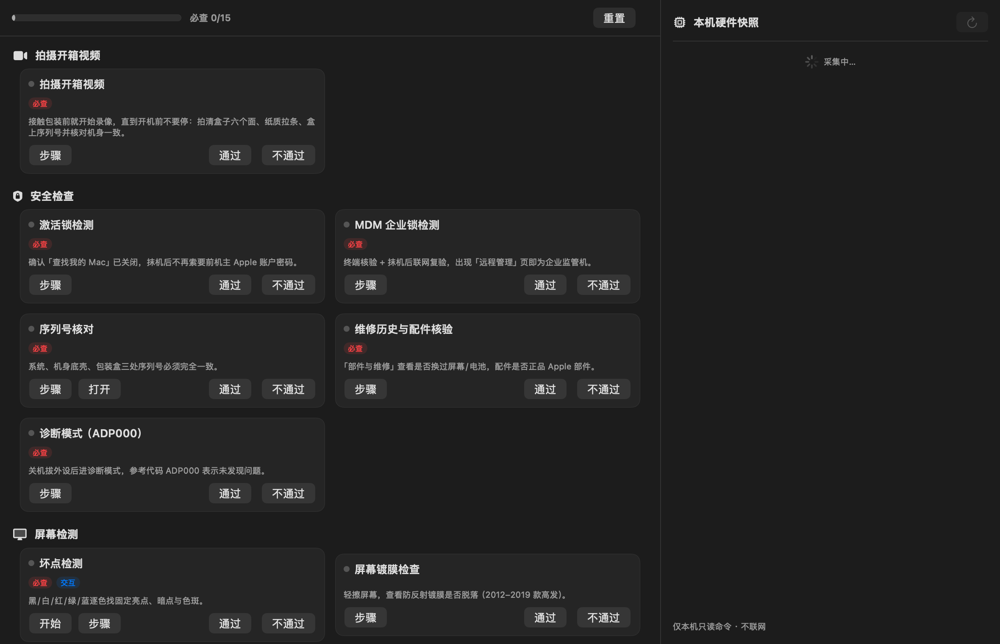 必查 0/15
重置
拍摄开箱视频
拍摄开箱视频
必查
接触包装前就开始录像，直到开机前不要停：拍清盒子六个面、纸质拉条、盒
上序列号并核对机身一致。
步骤
通过
不通过
安全检查
激活锁检测
必查
确认「查找我的 Mac」已关闭，抹机后不再索要前机主 Apple 账户密码。
步骤
通过
不通过
MDM 企业锁检测
必查
终端核验 + 抹机后联网复验，出现「远程管理」页即为企业监管机。
步骤
通过
不通过
序列号核对
必查
系统、机身底壳、包装盒三处序列号必须完全一致。
步骤
打开
通过
不通过
维修历史与配件核验
必查
「部件与维修」查看是否换过屏幕/电池，配件是否正品 Apple 部件。
步骤
通过
不通过
诊断模式（ADP000）
必查
关机拔外设后进诊断模式，参考代码 ADP000 表示未发现问题。
步骤
通过
不通过
屏幕检测
坏点检测
必查
交互
黑/白/红/绿/蓝逐色找固定亮点、暗点与色斑。
开始
步骤
通过
不通过
屏幕镀膜检查
轻擦屏幕，查看防反射镀膜是否脱落（2012–2019 款高发）。
步骤
通过
不通过
本机硬件快照
采集中...
仅本机只读命令 · 不联网